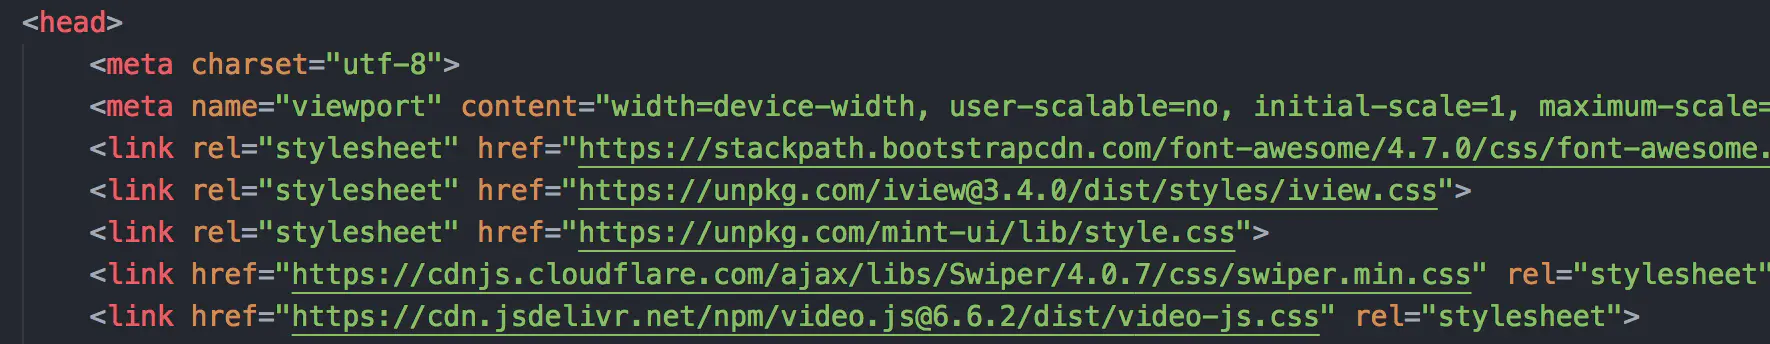 <head>
<meta charset="utf-8">
<meta name="viewport" content="width=device-width, user-scalable=no, initial-scale=1, maximum-scale=
<link rel="stylesheet" href="https://stackpath.bootstrapcdn.com/font-awesome/4.7.0/css/font-awesome.
<link rel="stylesheet" href="https://unpkg.com/iview@3.4.0/dist/styles/iview.css">
<link rel="stylesheet" href="https://unpkg.com/mint-ui/lib/style.css">
<link href="https://cdnjs.cloudflare.com/ajax/libs/Swiper/4.0.7/css/swiper.min.css" rel="stylesheet"
<link href="https://cdn.jsdelivr.net/npm/video.js@6.6.2/dist/video-js.css" rel="stylesheet">